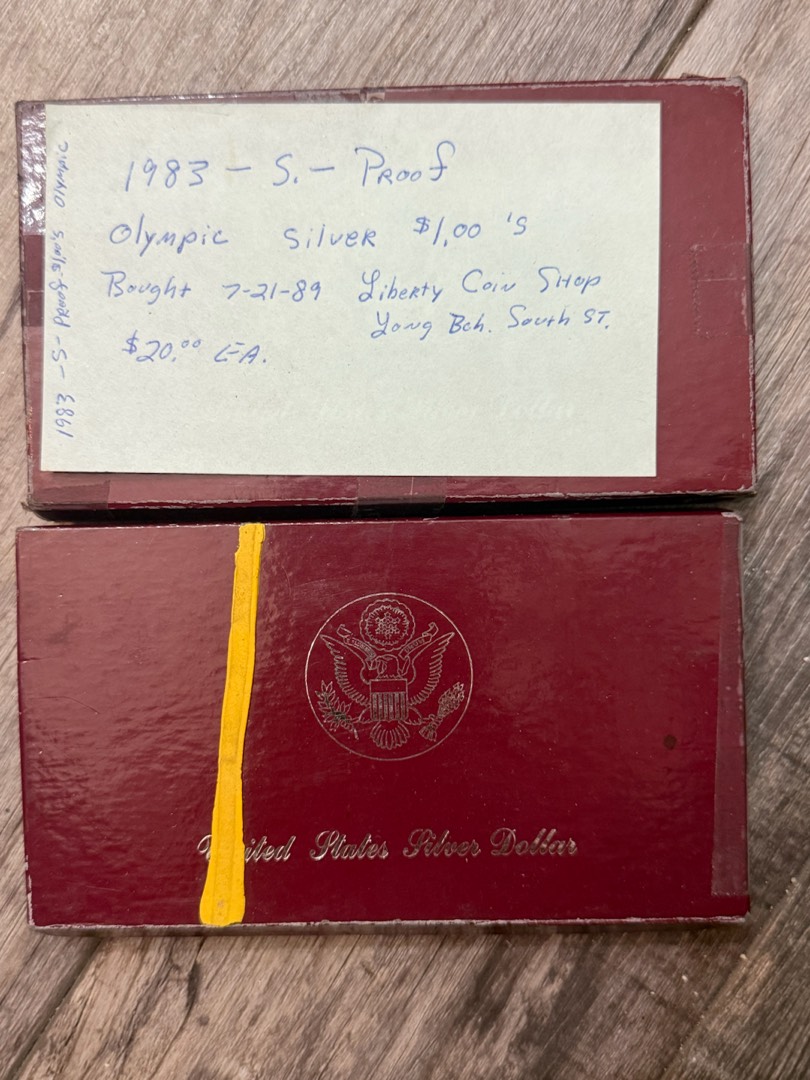 1983 - S. - Proof
Olympic Silver $1.00 's
Bought 7-21-89 Liberty Coin Shop
Long Bch. South ST.
$20.00 EA.
1983 - S - Proof $1.00's Olympic
United States Silver Dollar